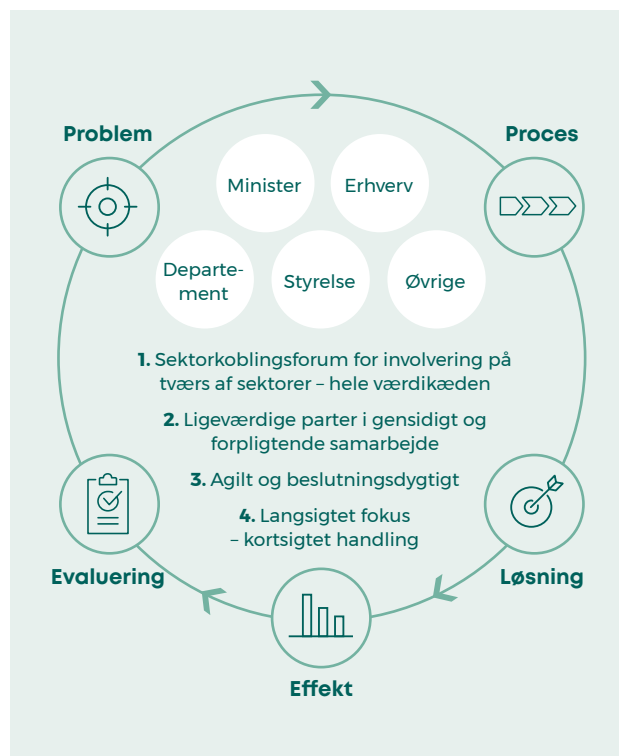 Problem
Proces
Minister
Erhverv
Departe-
ment
Styrelse
Øvrige
1. Sektorkoblingsforum for involvering på
tværs af sektorer – hele værdikæden
2. Ligeværdige parter i gensidigt og
forpligtende samarbejde
3. Agilt og beslutningsdygtigt
4. Langsigtet fokus
– kortsigtet handling
Evaluering
Løsning
Effekt